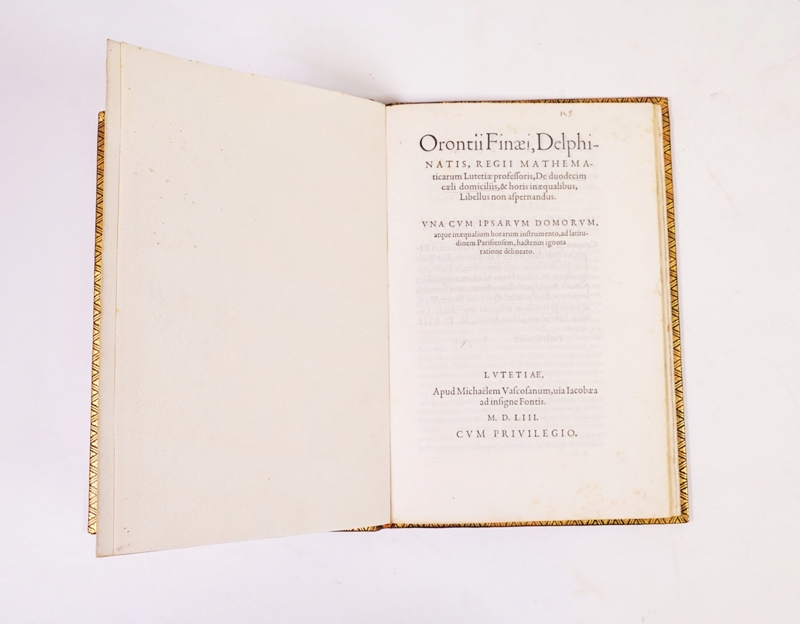 Orontii Finæi, Delphi-
NATIS, REGII MATHEMA-
ticarum Lutetiæ profeſſoris, De duodecim
cæli domiciliis, & horis inæqualibus,
Libellus non aſpernandus.
VNA CVM IPSARVM DOMORVM,
atque inæqualium horarum inſtrumento, ad latitu-
dinem Pariſienſem, hactenus ignota
ratione delineato.
LVTETIAE,
Apud Michaëlem Vaſcoſanum, uia Iacobæa
ad inſigne Fontis.
M. D. LIII.
CVM PRIVILEGIO.